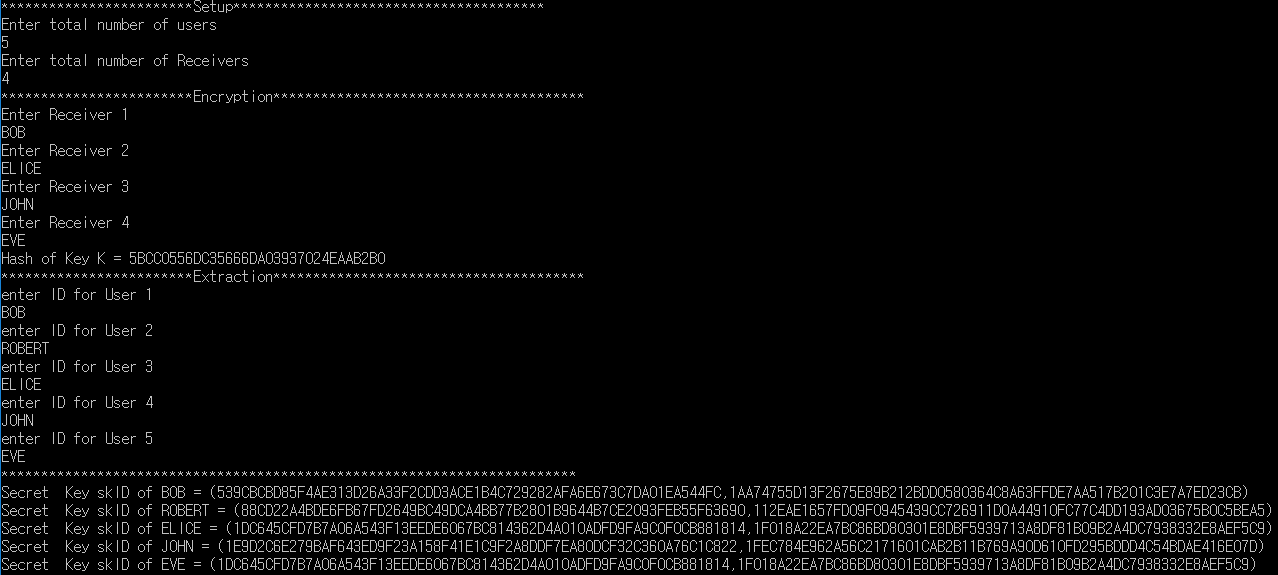 ************************Setup***************************************
Enter total number of users
5
Enter total number of Receivers
4
************************Encryption***************************************
Enter Receiver 1
BOB
Enter Receiver 2
ELICE
Enter Receiver 3
JOHN
Enter Receiver 4
EVE
Hash of Key K = 5BCC0556DC35666DA03937024EAAB2B0
************************Extraction***************************************
enter ID for User 1
BOB
enter ID for User 2
ROBERT
enter ID for User 3
ELICE
enter ID for User 4
JOHN
enter ID for User 5
EVE
************************************************************************
Secret  Key skID of BOB = (539CBCBD85F4AE313D26A33F2CDD3ACE1B4C729282AFA6E673C7DA01EA544FC,1AA74755D13F2675E89B212BDD0580364C8A63FFDE7AA517B201C3E7A7ED23CB)
Secret  Key skID of ROBERT = (88CD22A4BDE6FB67FD2649BC49DCA4BB77B2801B9644B7CE2093FEB55F63690,112EAE1657FD09F0945439CC726911D0A44910FC77C4DD193AD03675B0C5BEA5)
Secret  Key skID of ELICE = (1DC645CFD7B7A06A543F13EEDE6067BC814362D4A010ADFD9FA9C0F0CB881814,1F018A22EA7BC86BD80301E8DBF5939713A8DF81B09B2A4DC7938332E8AEF5C9)
Secret  Key skID of JOHN = (1E9D2C6E279BAF643ED9F23A158F41E1C9F2A8DDF7EA80DCF32C360A76C1C822,1FEC784E962A56C2171601CAB2B11B769A90D610FD295BDDD4C54BDAE416E07D)
Secret  Key skID of EVE = (1DC645CFD7B7A06A543F13EEDE6067BC814362D4A010ADFD9FA9C0F0CB881814,1F018A22EA7BC86BD80301E8DBF5939713A8DF81B09B2A4DC7938332E8AEF5C9)